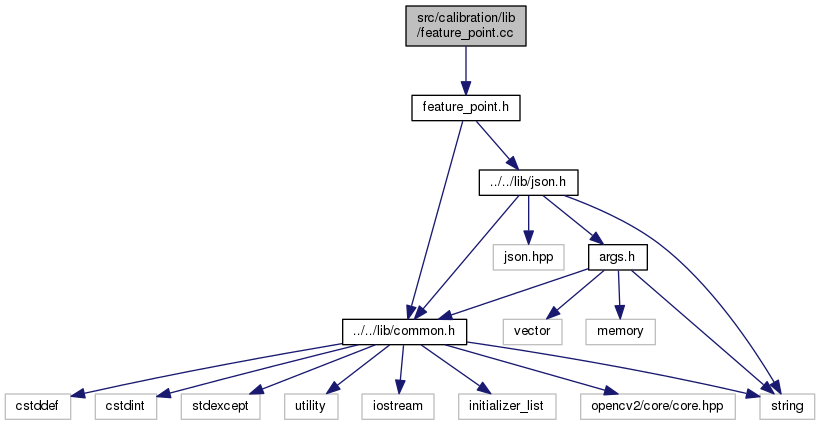 src/calibration/lib
/feature_point.cc
feature_point.h
../../lib/json.h
json.hpp
args.h
../../lib/common.h
vector
memory
cstddef
cstdint
stdexcept
utility
iostream
initializer_list
opencv2/core/core.hpp
string